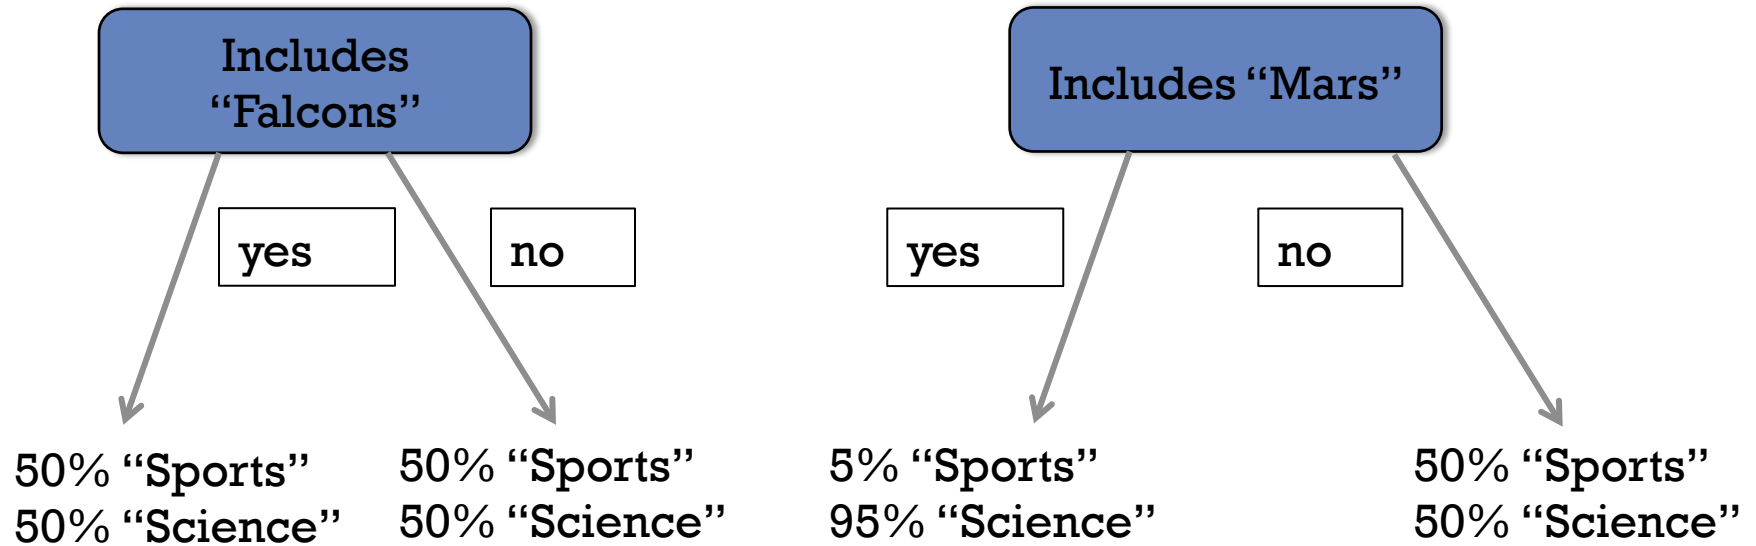 Includes
“Falcons”
yes
no
50% “Sports”
50% “Science”
50% “Sports”
50% “Science”
Includes “Mars”
yes
no
5% “Sports”
95% “Science”
50% “Sports”
50% “Science”